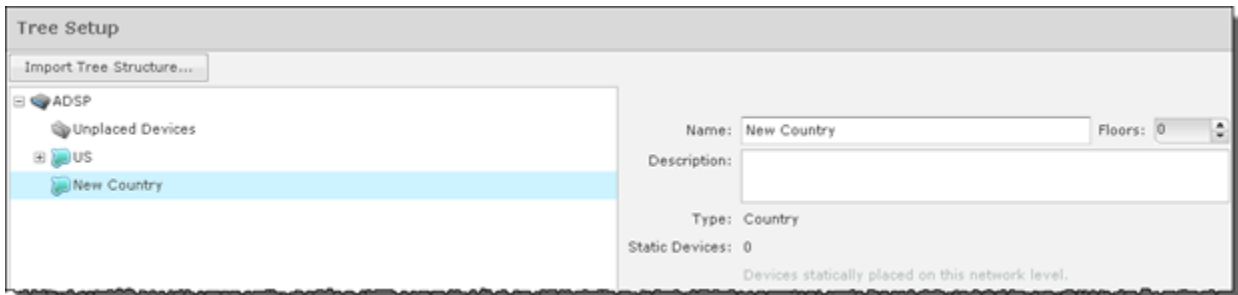 Tree Setup
Import Tree Structure...
ADSP
Unplaced Devices
US
New Country
Name: New Country Floors: 0
Description:
Type: Country
Static Devices: 0
Devices statically placed on this network level.